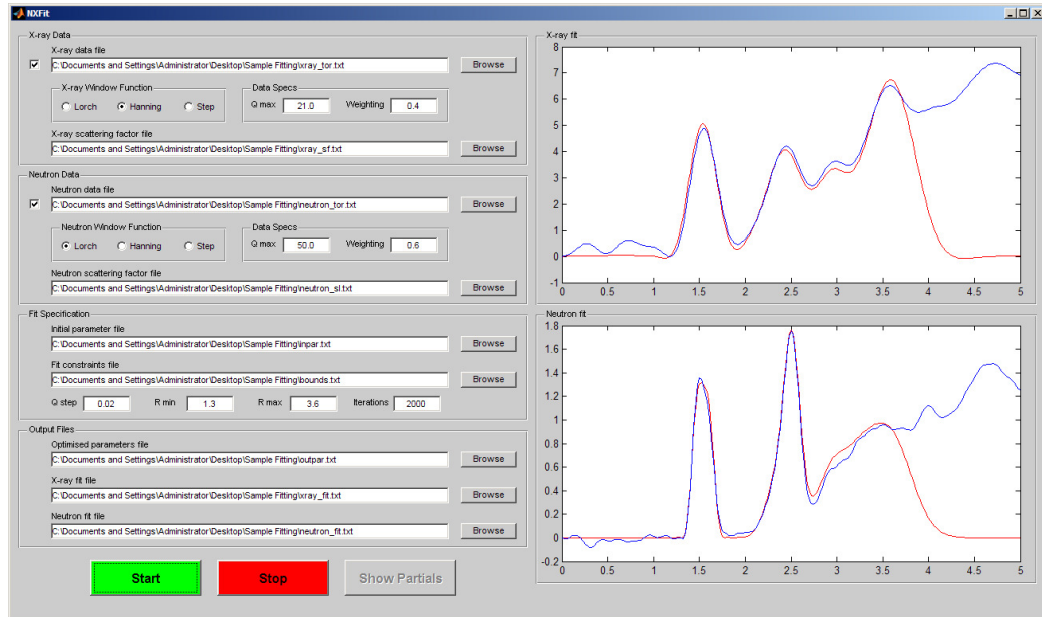 NXFit
X-ray Data
X-ray data file
C:\Documents and Settings\Administrator\Desktop\Sample Fitting\xray_tor.txt
Browse
X-ray Window Function
Lorch Hanning Step
Data Specs
Q max 21.0 Weighting 0.4
X-ray scattering factor file
C:\Documents and Settings\Administrator\Desktop\Sample Fitting\xray_sf.txt
Browse
Neutron Data
Neutron data file
C:\Documents and Settings\Administrator\Desktop\Sample Fitting\neutron_tor.txt
Browse
Neutron Window Function
Lorch Hanning Step
Data Specs
Q max 50.0 Weighting 0.6
Neutron scattering factor file
C:\Documents and Settings\Administrator\Desktop\Sample Fitting\neutron_sl.txt
Browse
Fit Specification
Initial parameter file
C:\Documents and Settings\Administrator\Desktop\Sample Fitting\inpar.txt
Browse
Fit constraints file
C:\Documents and Settings\Administrator\Desktop\Sample Fitting\bounds.txt
Browse
Q step 0.02 R min 1.3 R max 3.6 Iterations 2000
Output Files
Optimised parameters file
C:\Documents and Settings\Administrator\Desktop\Sample Fitting\outpar.txt
Browse
X-ray fit file
C:\Documents and Settings\Administrator\Desktop\Sample Fitting\xray_fit.txt
Browse
Neutron fit file
C:\Documents and Settings\Administrator\Desktop\Sample Fitting\neutron_fit.txt
Browse
Start
Stop
Show Partials
X-ray fit
8
7
6
5
4
3
2
1
0
-1
0 0.5 1 1.5 2 2.5 3 3.5 4 4.5 5
Neutron fit
1.8
1.6
1.4
1.2
1
0.8
0.6
0.4
0.2
0
-0.2
0 0.5 1 1.5 2 2.5 3 3.5 4 4.5 5